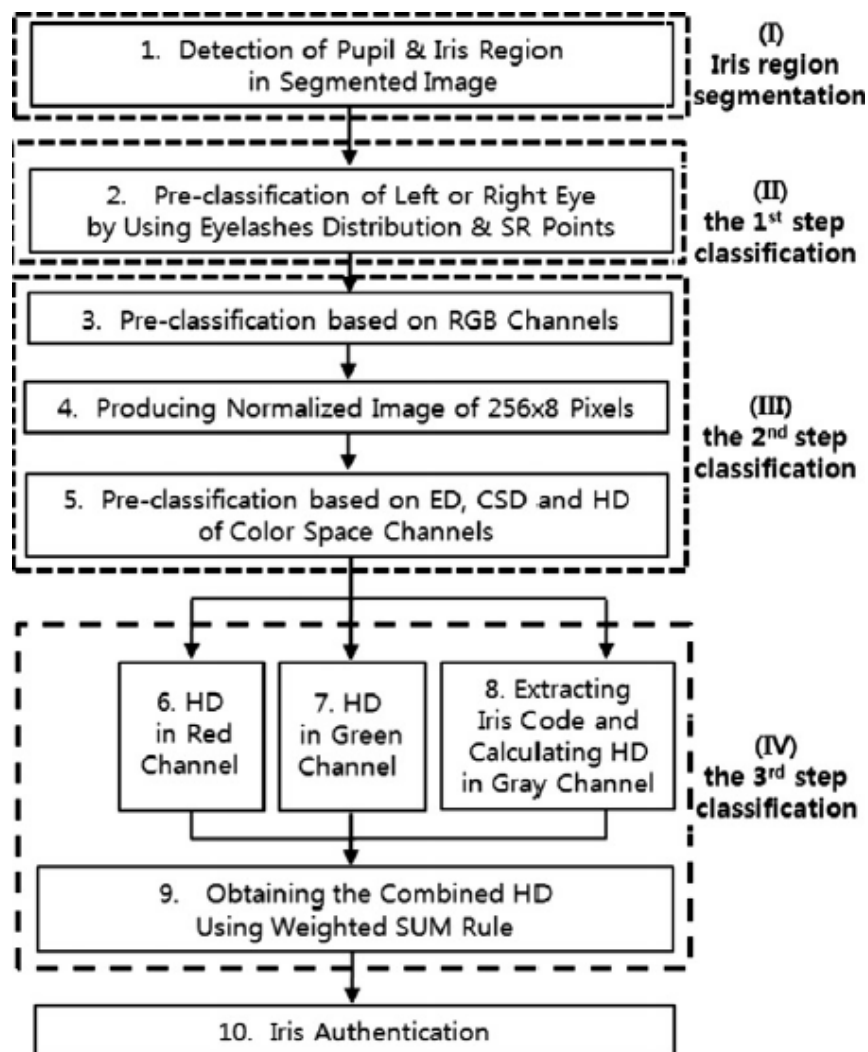 1. Detection of Pupil & Iris Region
in Segmented Image
(I)
Iris region
segmentation
2. Pre-classification of Left or Right Eye
by Using Eyelashes Distribution & SR Points
(II)
the 1st step
classification
3. Pre-classification based on RGB Channels
4. Producing Normalized Image of 256x8 Pixels
5. Pre-classification based on ED, CSD and HD
of Color Space Channels
(III)
the 2nd step
classification
6. HD
in Red
Channel
7. HD
in Green
Channel
8. Extracting
Iris Code and
Calculating HD
in Gray Channel
(IV)
the 3rd step
classification
9. Obtaining the Combined HD
Using Weighted SUM Rule
10. Iris Authentication